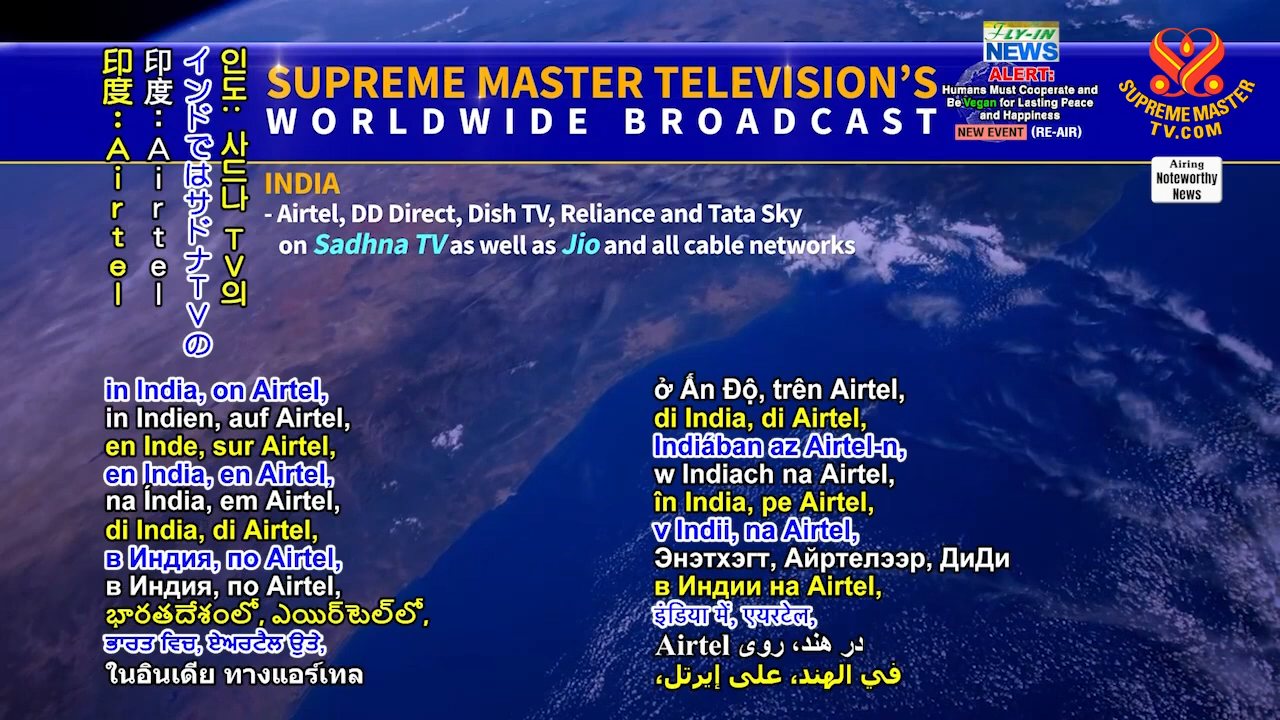 印度：Airtel
印度：Airtel
インドではサドナTVの
인도: 사드나 TV의
SUPREME MASTER TELEVISION'S
WORLDWIDE BROADCAST
FLY-IN
NEWS
ALERT:
Humans Must Cooperate and
Be Vegan for Lasting Peace
and Happiness
NEW EVENT (RE-AIR)
SUPREME MASTER
TV.COM
Airing
Noteworthy
News
INDIA
- Airtel, DD Direct, Dish TV, Reliance and Tata Sky
on Sadhna TV as well as Jio and all cable networks
in India, on Airtel,
in Indien, auf Airtel,
en Inde, sur Airtel,
en India, en Airtel,
na Índia, em Airtel,
di India, di Airtel,
в Индия, по Airtel,
в Индия, по Airtel,
భారతదేశంలో, ఎయిర్‌టెల్‌లో,
ਭਾਰਤ ਵਿਚ, ਏਅਰਟੈਲ ਉਤੇ,
ในอินเดีย ทางแอร์เทล
ở Ấn Độ, trên Airtel,
di India, di Airtel,
Indiában az Airtel-n,
w Indiach na Airtel,
în India, pe Airtel,
v Indii, na Airtel,
Энэтхэгт, Айртелээр, ДиДи
в Индии на Airtel,
इंडिया में, एयरटेल,
در هند، روی Airtel
في الهند، على إيرتل،